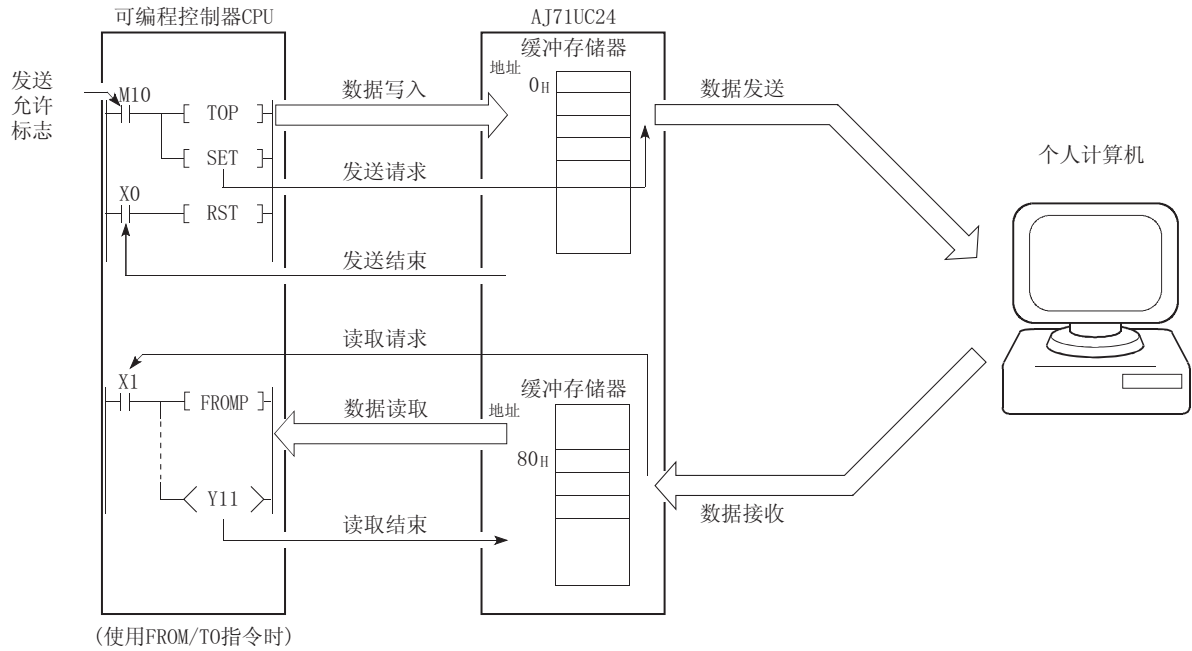 可编程控制器CPU
AJ71UC24
缓冲存储器
地址
0H
发送
允许
标志
M10
TOP
数据写入
数据发送
SET
发送请求
个人计算机
X0
RST
发送结束
读取请求
X1
缓冲存储器
FROMP
数据读取
地址
80H
Y11
数据接收
读取结束
(使用FROM/TO指令时)